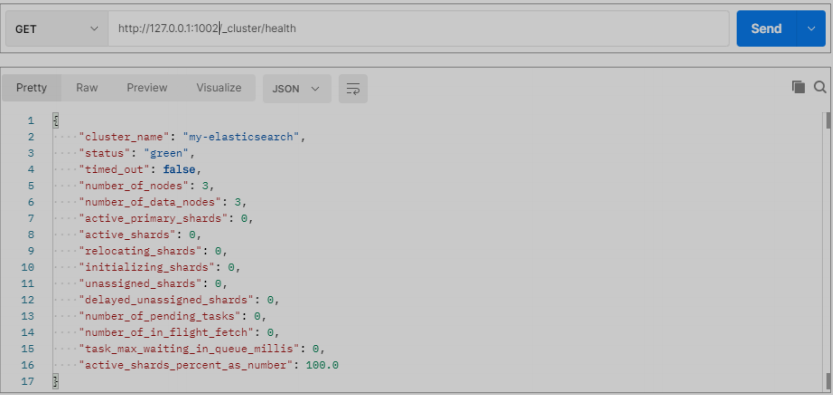 GET http://127.0.0.1:1002/_cluster/health Send
Pretty Raw Preview Visualize JSON
1 {
2 "cluster_name": "my-elasticsearch",
3 "status": "green",
4 "timed_out": false,
5 "number_of_nodes": 3,
6 "number_of_data_nodes": 3,
7 "active_primary_shards": 0,
8 "active_shards": 0,
9 "relocating_shards": 0,
10 "initializing_shards": 0,
11 "unassigned_shards": 0,
12 "delayed_unassigned_shards": 0,
13 "number_of_pending_tasks": 0,
14 "number_of_in_flight_fetch": 0,
15 "task_max_waiting_in_queue_millis": 0,
16 "active_shards_percent_as_number": 100.0
17 }